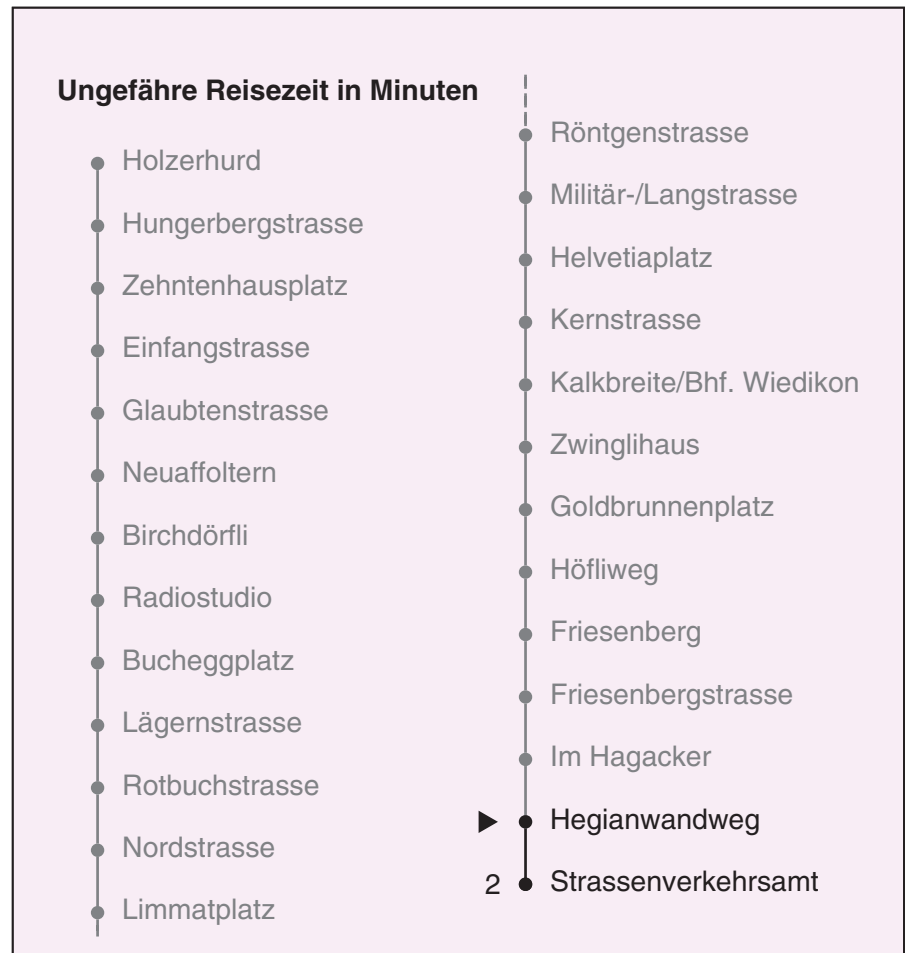 Ungefähre Reisezeit in Minuten
Holzerhurd
Hungerbergstrasse
Zehntenhausplatz
Einfangstrasse
Glaubtenstrasse
Neuaffoltern
Birchdörfli
Radiostudio
Bucheggplatz
Lägernstrasse
Rotbuchstrasse
Nordstrasse
Limmatplatz
Röntgenstrasse
Militär-/Langstrasse
Helvetiaplatz
Kernstrasse
Kalkbreite/Bhf. Wiedikon
Zwinglihaus
Goldbrunnenplatz
Höfliweg
Friesenberg
Friesenbergstrasse
Im Hagacker
Hegianwandweg
2 Strassenverkehrsamt